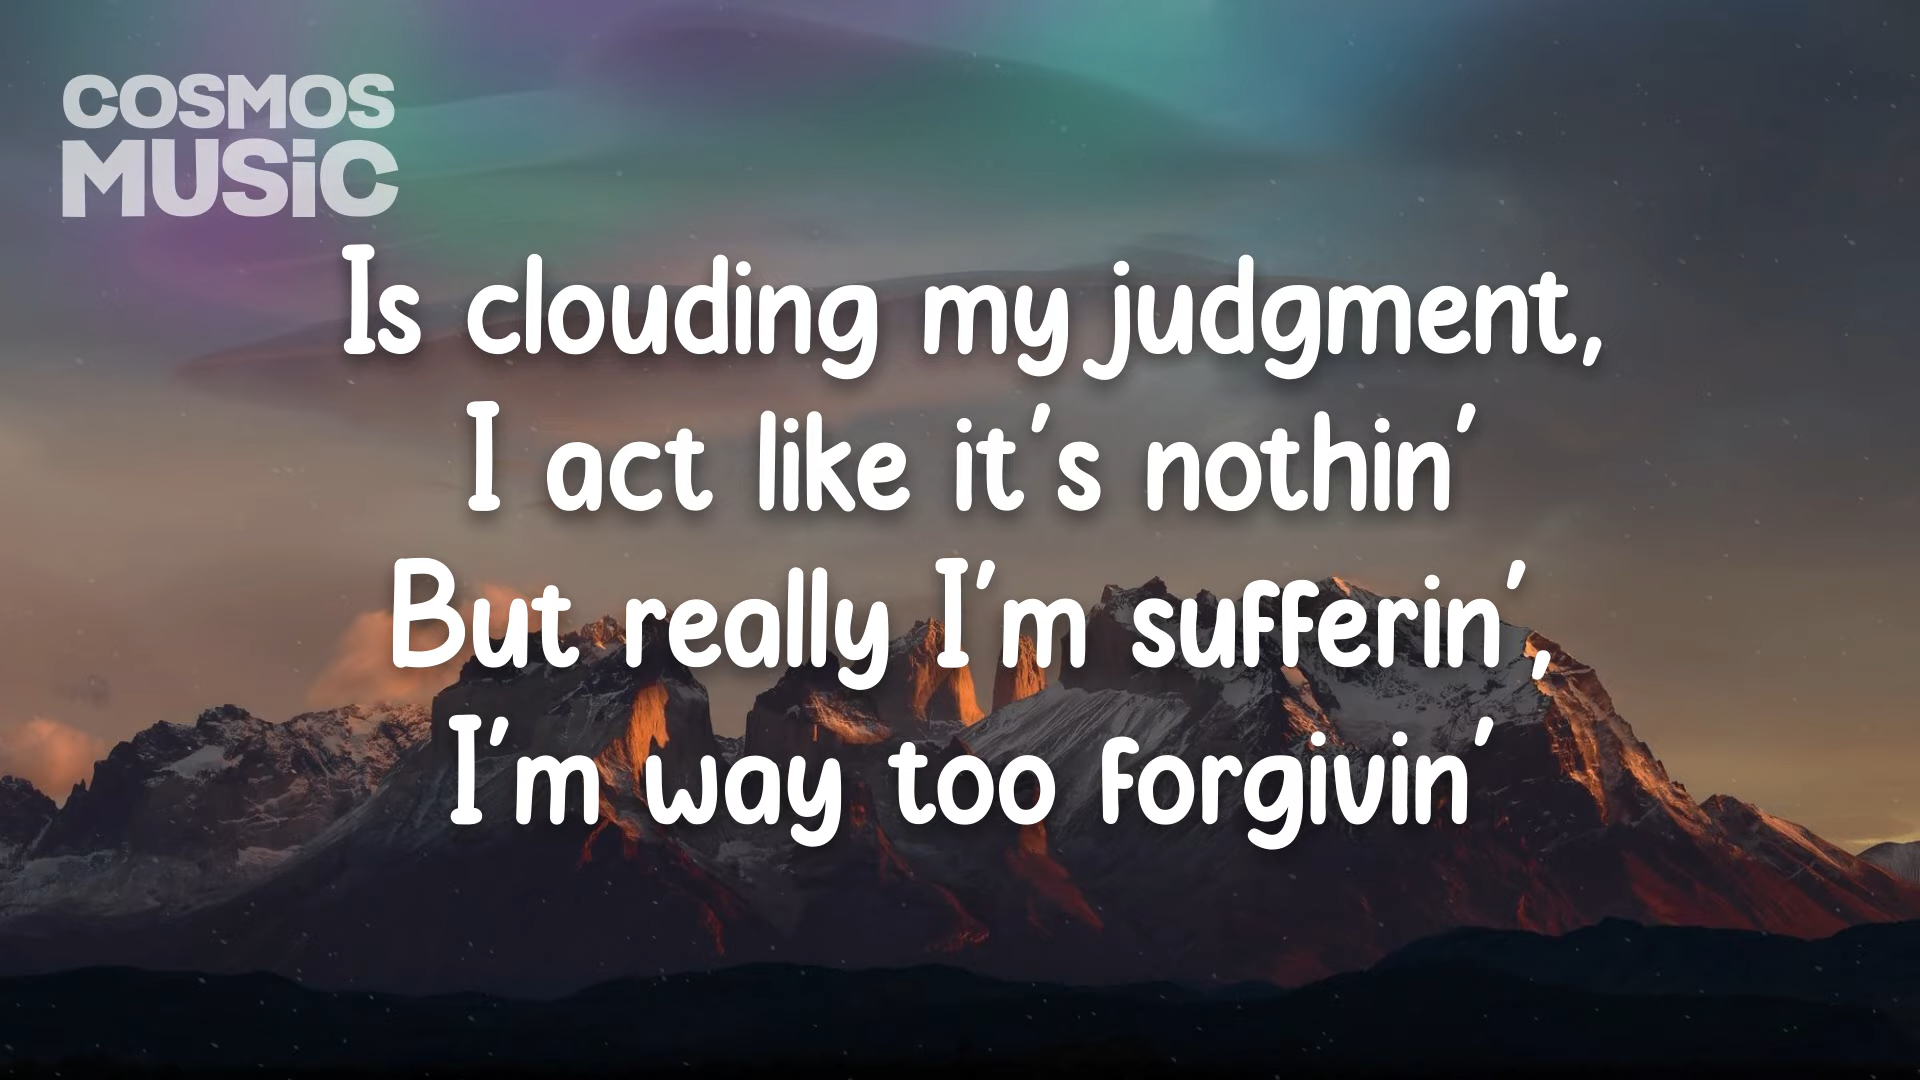 COSMOS
MUSiC
Is clouding my judgment,
I act like it's nothin'
But really I'm sufferin',
I'm way too forgivin'